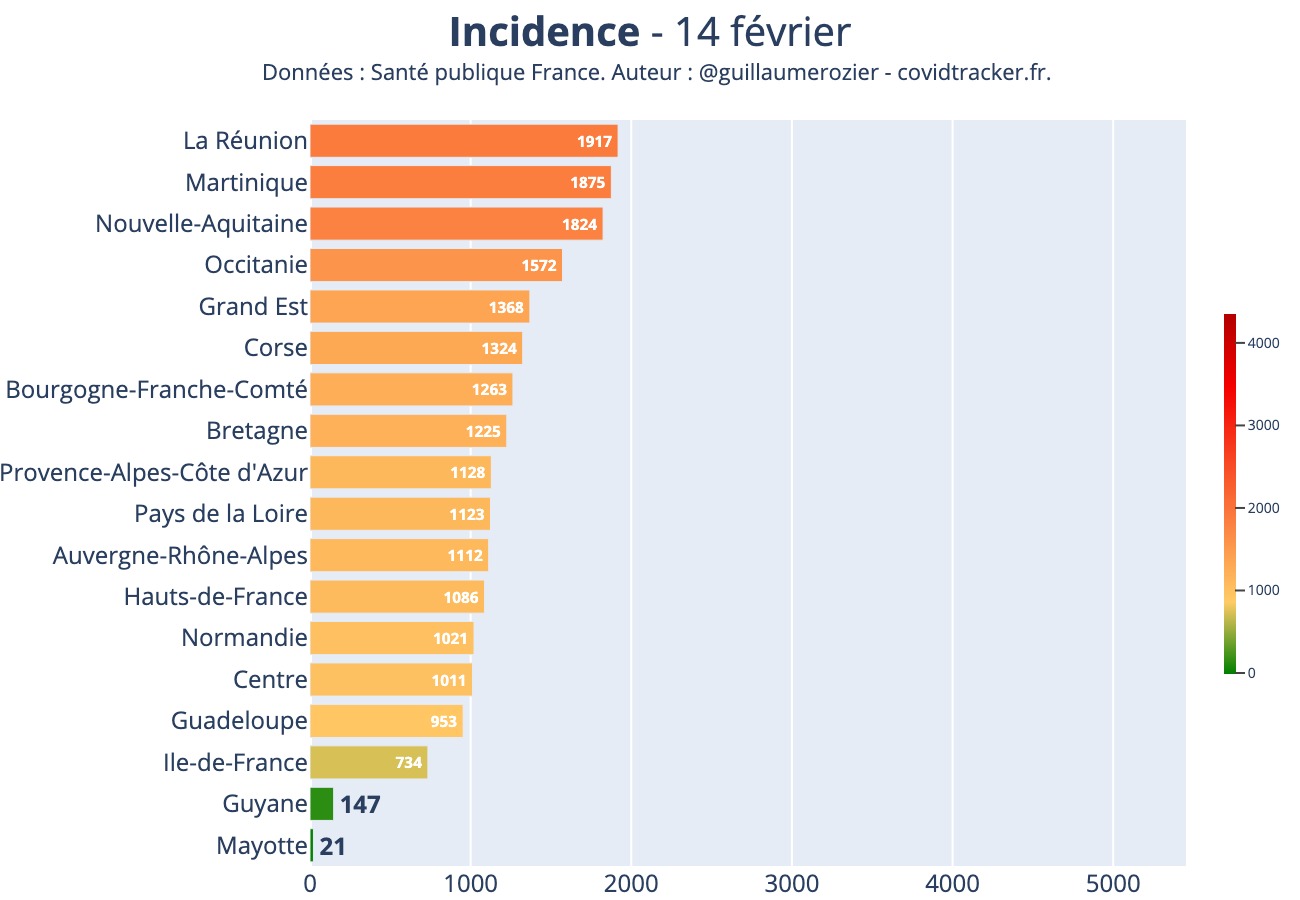 Incidence - 14 février
Données : Santé publique France. Auteur : @guillaumerozier - covidtracker.fr.
La Réunion 1917
Martinique 1875
Nouvelle-Aquitaine 1824
Occitanie 1572
Grand Est 1368
Corse 1324
Bourgogne-Franche-Comté 1263
Bretagne 1225
Provence-Alpes-Côte d'Azur 1128
Pays de la Loire 1123
Auvergne-Rhône-Alpes 1112
Hauts-de-France 1086
Normandie 1021
Centre 1011
Guadeloupe 953
Ile-de-France 734
Guyane 147
Mayotte 21
0 1000 2000 3000 4000 5000
4000
3000
2000
1000
0